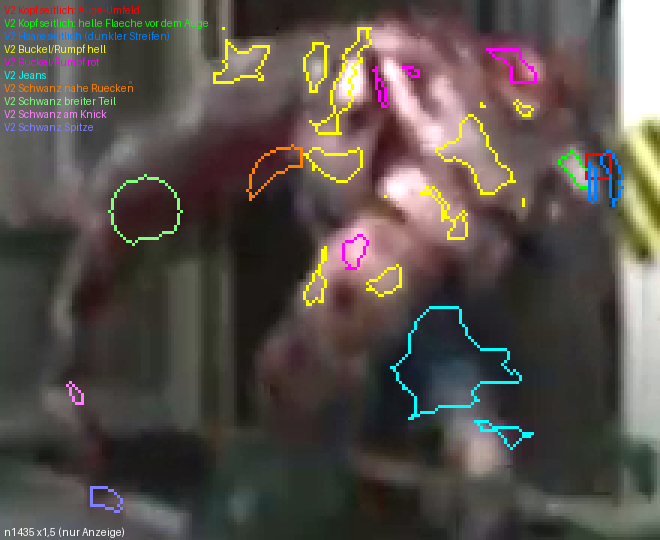 V2 Kopfseitlich: Auge-Umfeld
V2 Kopfseitlich: helle Flaeche vor dem Auge
V2 (dunkler Streifen)
V2 Buckel/Rumpf hell
V2 Buckel/Rumpf rot
V2 Jeans
V2 Schwanz nahe Ruecken
V2 Schwanz breiter Teil
V2 Schwanz am Knick
V2 Schwanz Spitze
n1435 x1,5 (nur Anzeige)